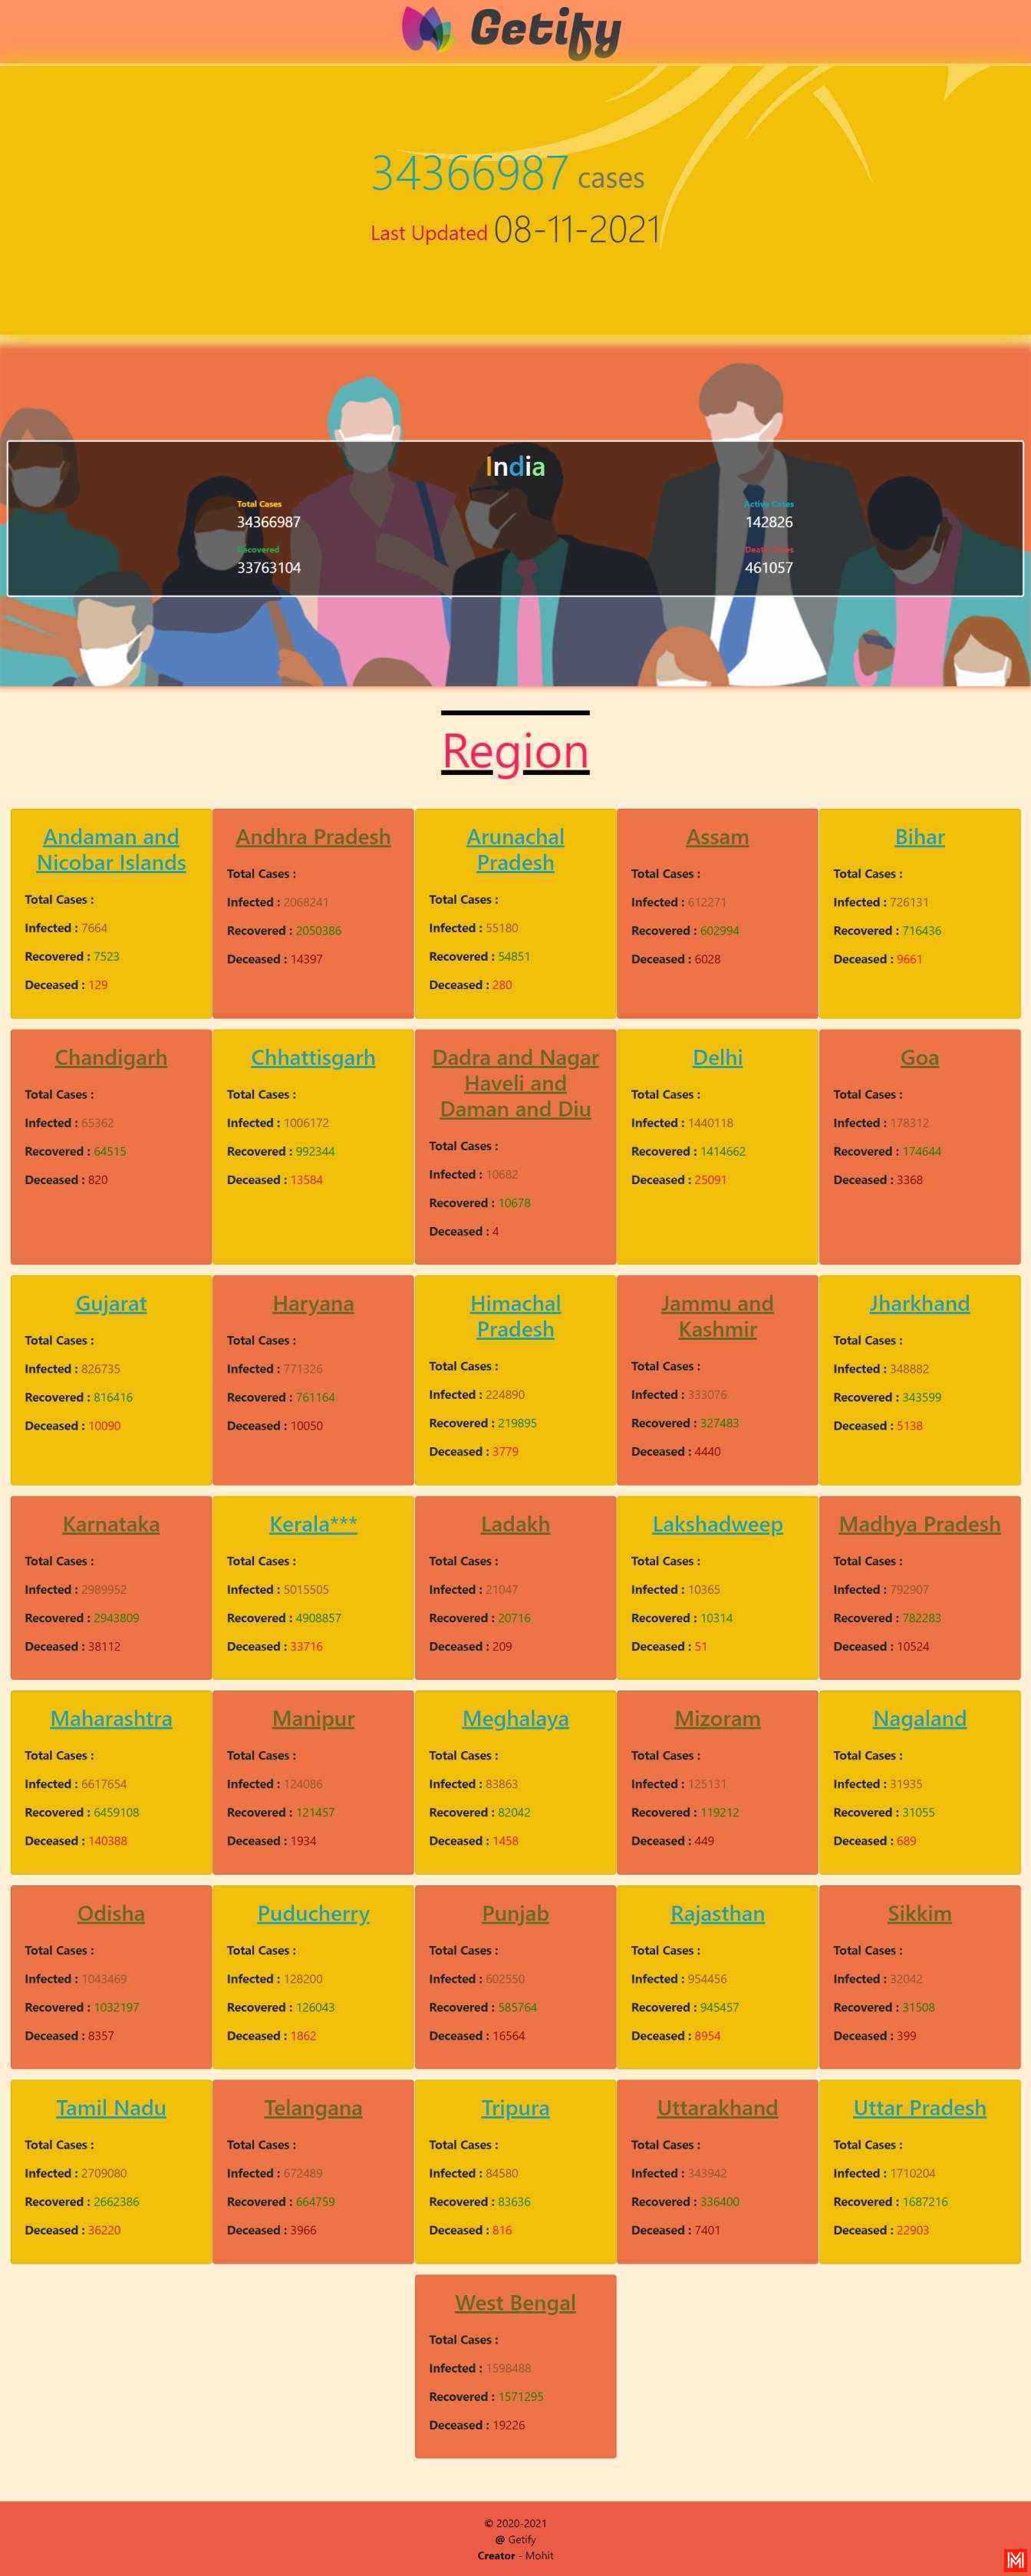 Getify
34366987 cases
Last Updated 08-11-2021
India
Total Cases
34366987
Active Cases
142826
Recovered
33763104
Death Cases
461057
Region
Andaman and
Nicobar Islands
Total Cases :
Infected : 7664
Recovered : 7523
Deceased : 129
Andhra Pradesh
Total Cases :
Infected : 2068241
Recovered : 2050386
Deceased : 14397
Arunachal
Pradesh
Total Cases :
Infected : 55180
Recovered : 54851
Deceased : 280
Assam
Total Cases :
Infected : 612271
Recovered : 602994
Deceased : 6028
Bihar
Total Cases :
Infected : 726131
Recovered : 716436
Deceased : 9661
Chandigarh
Total Cases :
Infected : 65362
Recovered : 64515
Deceased : 820
Chhattisgarh
Total Cases :
Infected : 1006172
Recovered : 992344
Deceased : 13584
Dadra and Nagar
Haveli and
Daman and Diu
Total Cases :
Infected : 10682
Recovered : 10678
Deceased : 4
Delhi
Total Cases :
Infected : 1440118
Recovered : 1414662
Deceased : 25091
Goa
Total Cases :
Infected : 178312
Recovered : 174644
Deceased : 3368
Gujarat
Total Cases :
Infected : 826735
Recovered : 816416
Deceased : 10090
Haryana
Total Cases :
Infected : 771326
Recovered : 761164
Deceased : 10050
Himachal
Pradesh
Total Cases :
Infected : 224890
Recovered : 219895
Deceased : 3779
Jammu and
Kashmir
Total Cases :
Infected : 333076
Recovered : 327483
Deceased : 4440
Jharkhand
Total Cases :
Infected : 348882
Recovered : 343599
Deceased : 5138
Karnataka
Total Cases :
Infected : 2989952
Recovered : 2943809
Deceased : 38112
Kerala***
Total Cases :
Infected : 5015505
Recovered : 4908857
Deceased : 33716
Ladakh
Total Cases :
Infected : 21047
Recovered : 20716
Deceased : 209
Lakshadweep
Total Cases :
Infected : 10365
Recovered : 10314
Deceased : 51
Madhya Pradesh
Total Cases :
Infected : 792907
Recovered : 782283
Deceased : 10524
Maharashtra
Total Cases :
Infected : 6617654
Recovered : 6459108
Deceased : 140388
Manipur
Total Cases :
Infected : 124086
Recovered : 121457
Deceased : 1934
Meghalaya
Total Cases :
Infected : 83863
Recovered : 82042
Deceased : 1458
Mizoram
Total Cases :
Infected : 125131
Recovered : 119212
Deceased : 449
Nagaland
Total Cases :
Infected : 31935
Recovered : 31055
Deceased : 689
Odisha
Total Cases :
Infected : 1043469
Recovered : 1032197
Deceased : 8357
Puducherry
Total Cases :
Infected : 128200
Recovered : 126043
Deceased : 1862
Punjab
Total Cases :
Infected : 602550
Recovered : 585764
Deceased : 16564
Rajasthan
Total Cases :
Infected : 954456
Recovered : 945457
Deceased : 8954
Sikkim
Total Cases :
Infected : 32042
Recovered : 31508
Deceased : 399
Tamil Nadu
Total Cases :
Infected : 2709080
Recovered : 2662386
Deceased : 36220
Telangana
Total Cases :
Infected : 672489
Recovered : 664759
Deceased : 3966
Tripura
Total Cases :
Infected : 84580
Recovered : 83636
Deceased : 816
Uttarakhand
Total Cases :
Infected : 343942
Recovered : 336400
Deceased : 7401
Uttar Pradesh
Total Cases :
Infected : 1710204
Recovered : 1687216
Deceased : 22903
West Bengal
Total Cases :
Infected : 1598488
Recovered : 1571295
Deceased : 19226
© 2020-2021
@ Getify
Creator - Mohit
M